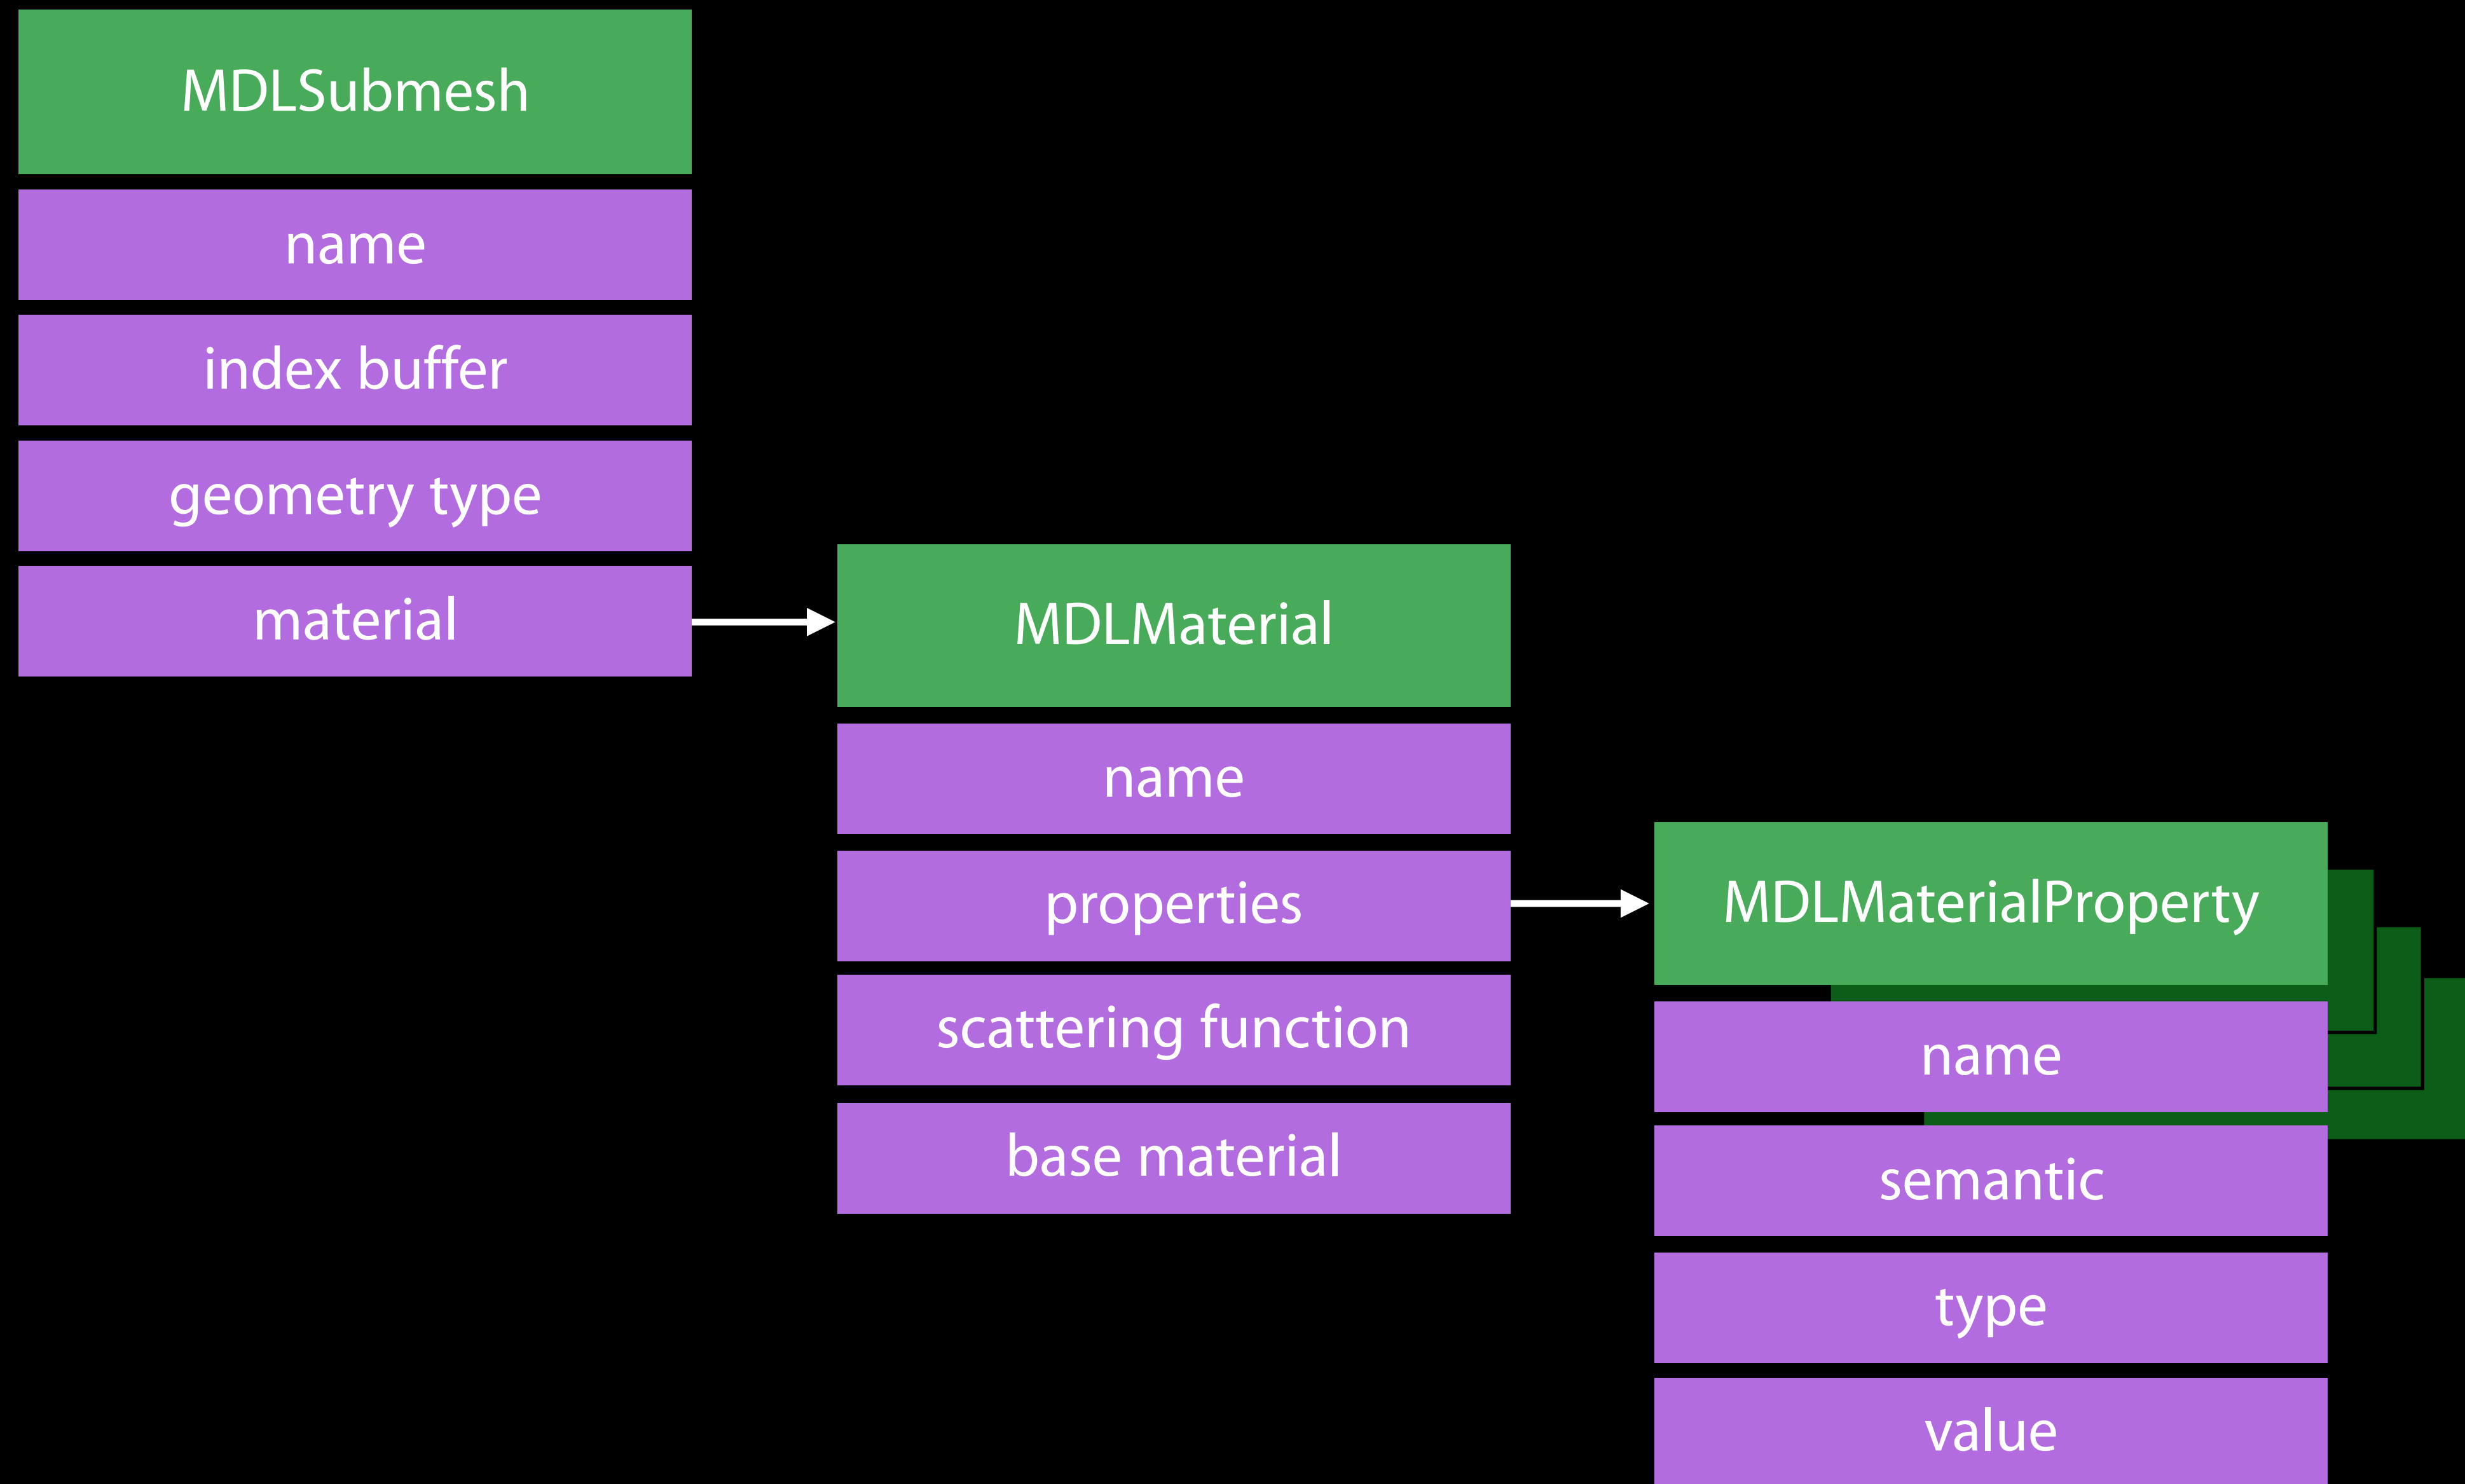 MDLSubmesh
name
index buffer
geometry type
material
MDLMaterial
name
properties
scattering function
base material
MDLMaterialProperty
name
semantic
type
value